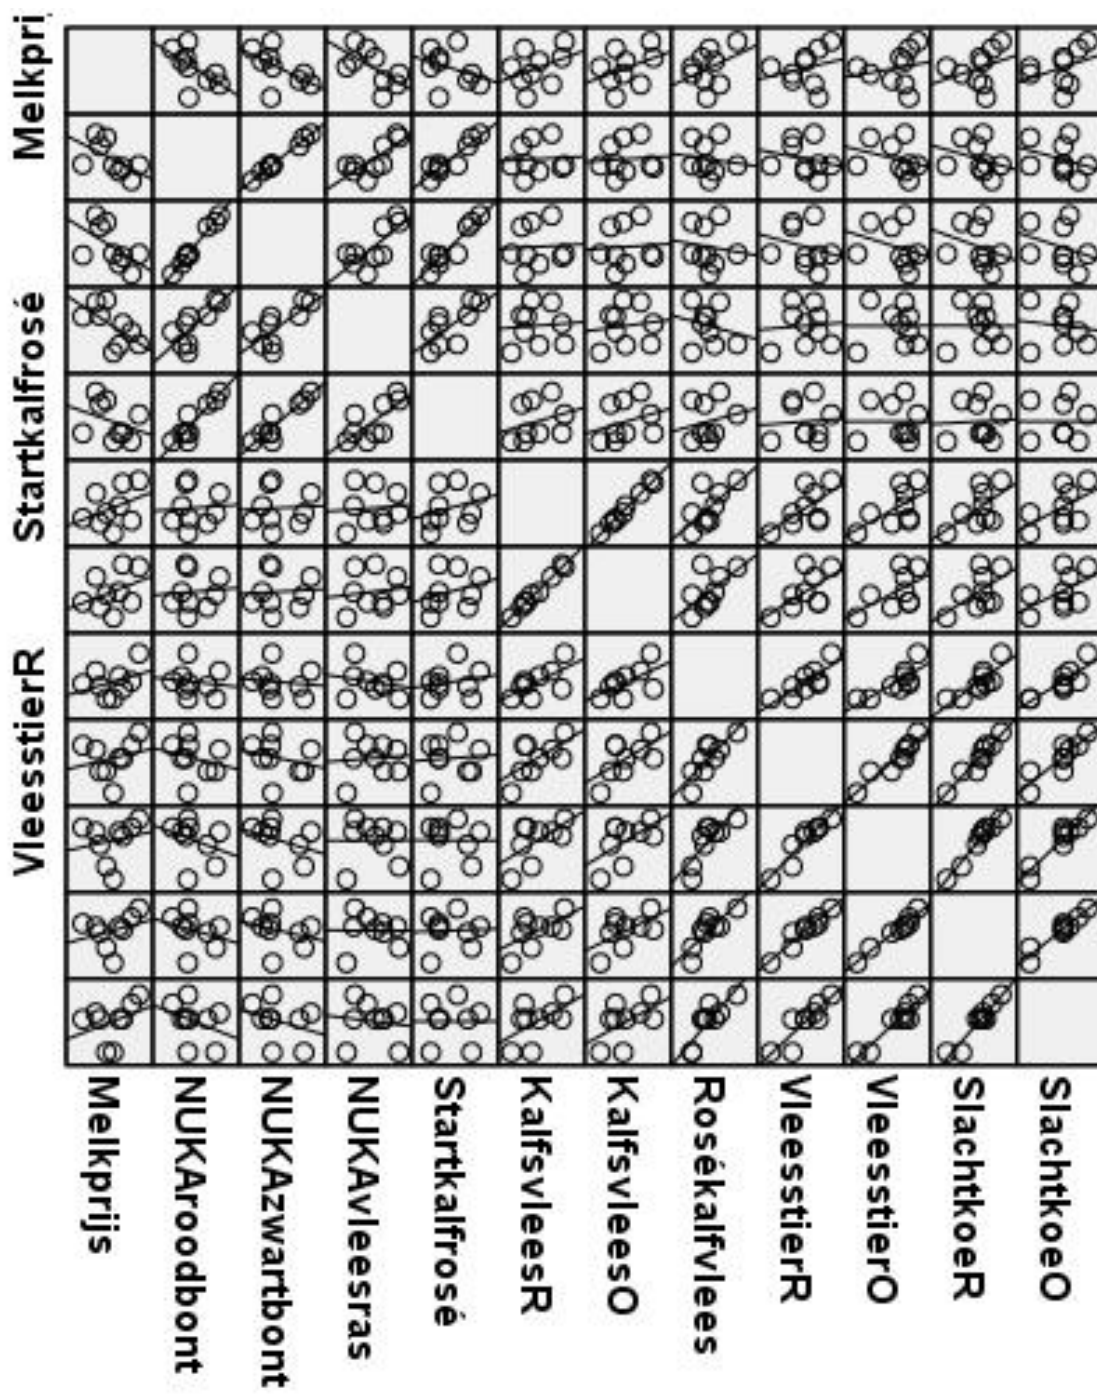 Melkpri
Startkalfrosé
VleesstierR
Melkprijs
NUKAroodbont
NUKAzwartbont
NUKAvleesras
Startkalfrosé
KalfsvleesR
KalfsvleesO
Rosékalfvlees
VleesstierR
VleesstierO
SlachtkoeR
SlachtkoeO